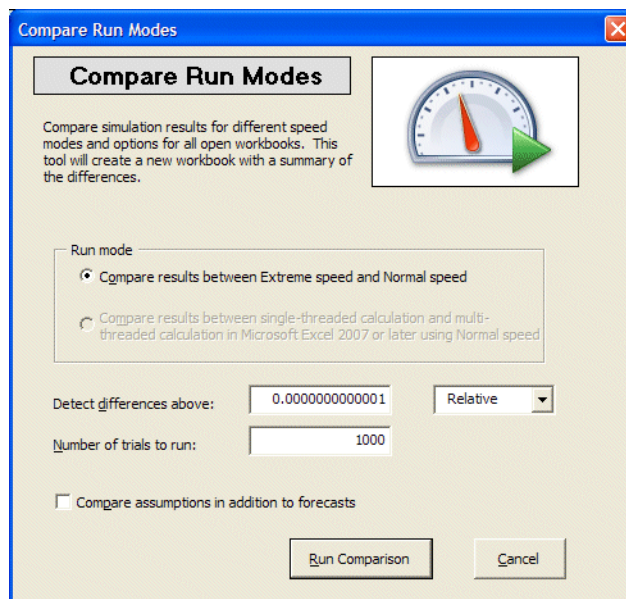 Compare Run Modes
Compare Run Modes
Compare simulation results for different speed
modes and options for all open workbooks. This
tool will create a new workbook with a summary of
the differences.
Run mode
Compare results between Extreme speed and Normal speed
Compare results between single-threaded calculation and multi-
threaded calculation in Microsoft Excel 2007 or later using Normal speed
Detect differences above: 0.0000000000001 Relative
Number of trials to run: 1000
Compare assumptions in addition to forecasts
Run Comparison Cancel